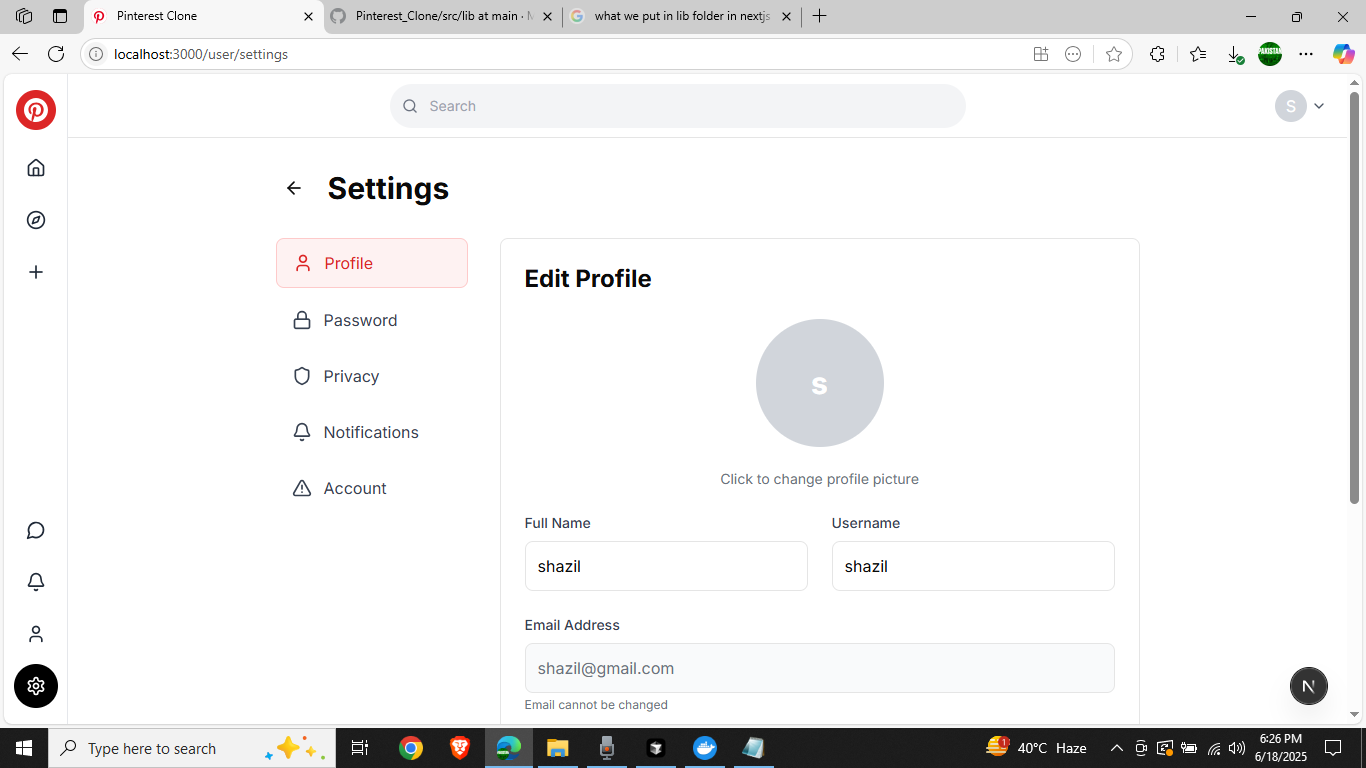 Pinterest Clone
Pinterest_Clone/src/lib at main · M
what we put in lib folder in nextjs
localhost:3000/user/settings
Search
S
Settings
Profile
Password
Privacy
Notifications
Account
Edit Profile
s
Click to change profile picture
Full Name
Username
shazil
shazil
Email Address
shazil@gmail.com
Email cannot be changed
N
Type here to search
1
40°C Haze
6:26 PM
6/18/2025